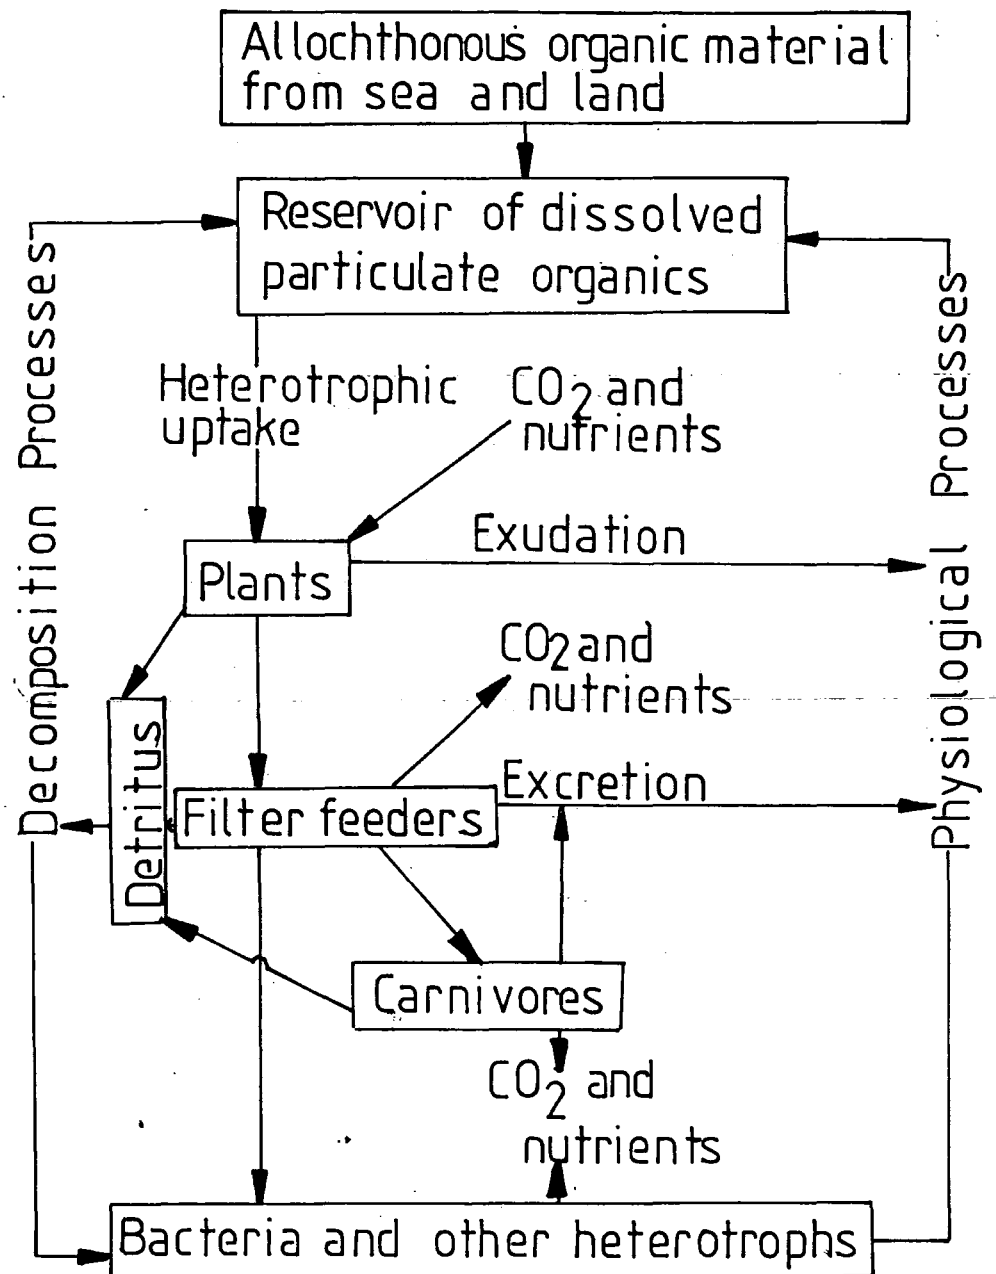 Allochthonous organic material
from sea and land
Reservoir of dissolved
particulate organics
Decomposition Processes
Physiological Processes
Heterotrophic
uptake
CO2 and
nutrients
Plants
Exudation
CO2 and
nutrients
Detritus
Filter feeders
Excretion
Carnivores
CO2 and
nutrients
Bacteria and other heterotrophs